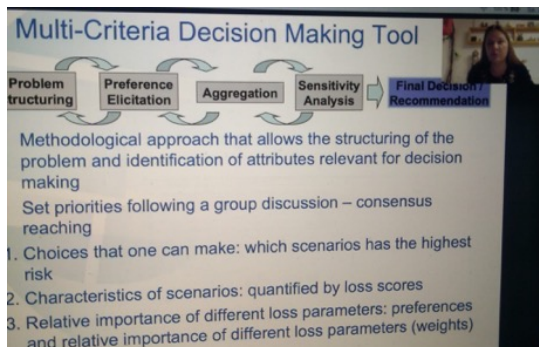 Multi-Criteria Decision Making Tool
Problem
tructuring
Preference
Elicitation
Aggregation
Sensitivity
Analysis
Final Decision /
Recommendation
Methodological approach that allows the structuring of the
problem and identification of attributes relevant for decision
making
Set priorities following a group discussion – consensus
reaching
1. Choices that one can make: which scenarios has the highest
risk
2. Characteristics of scenarios: quantified by loss scores
3. Relative importance of different loss parameters: preferences
and relative importance of different loss parameters (weights)